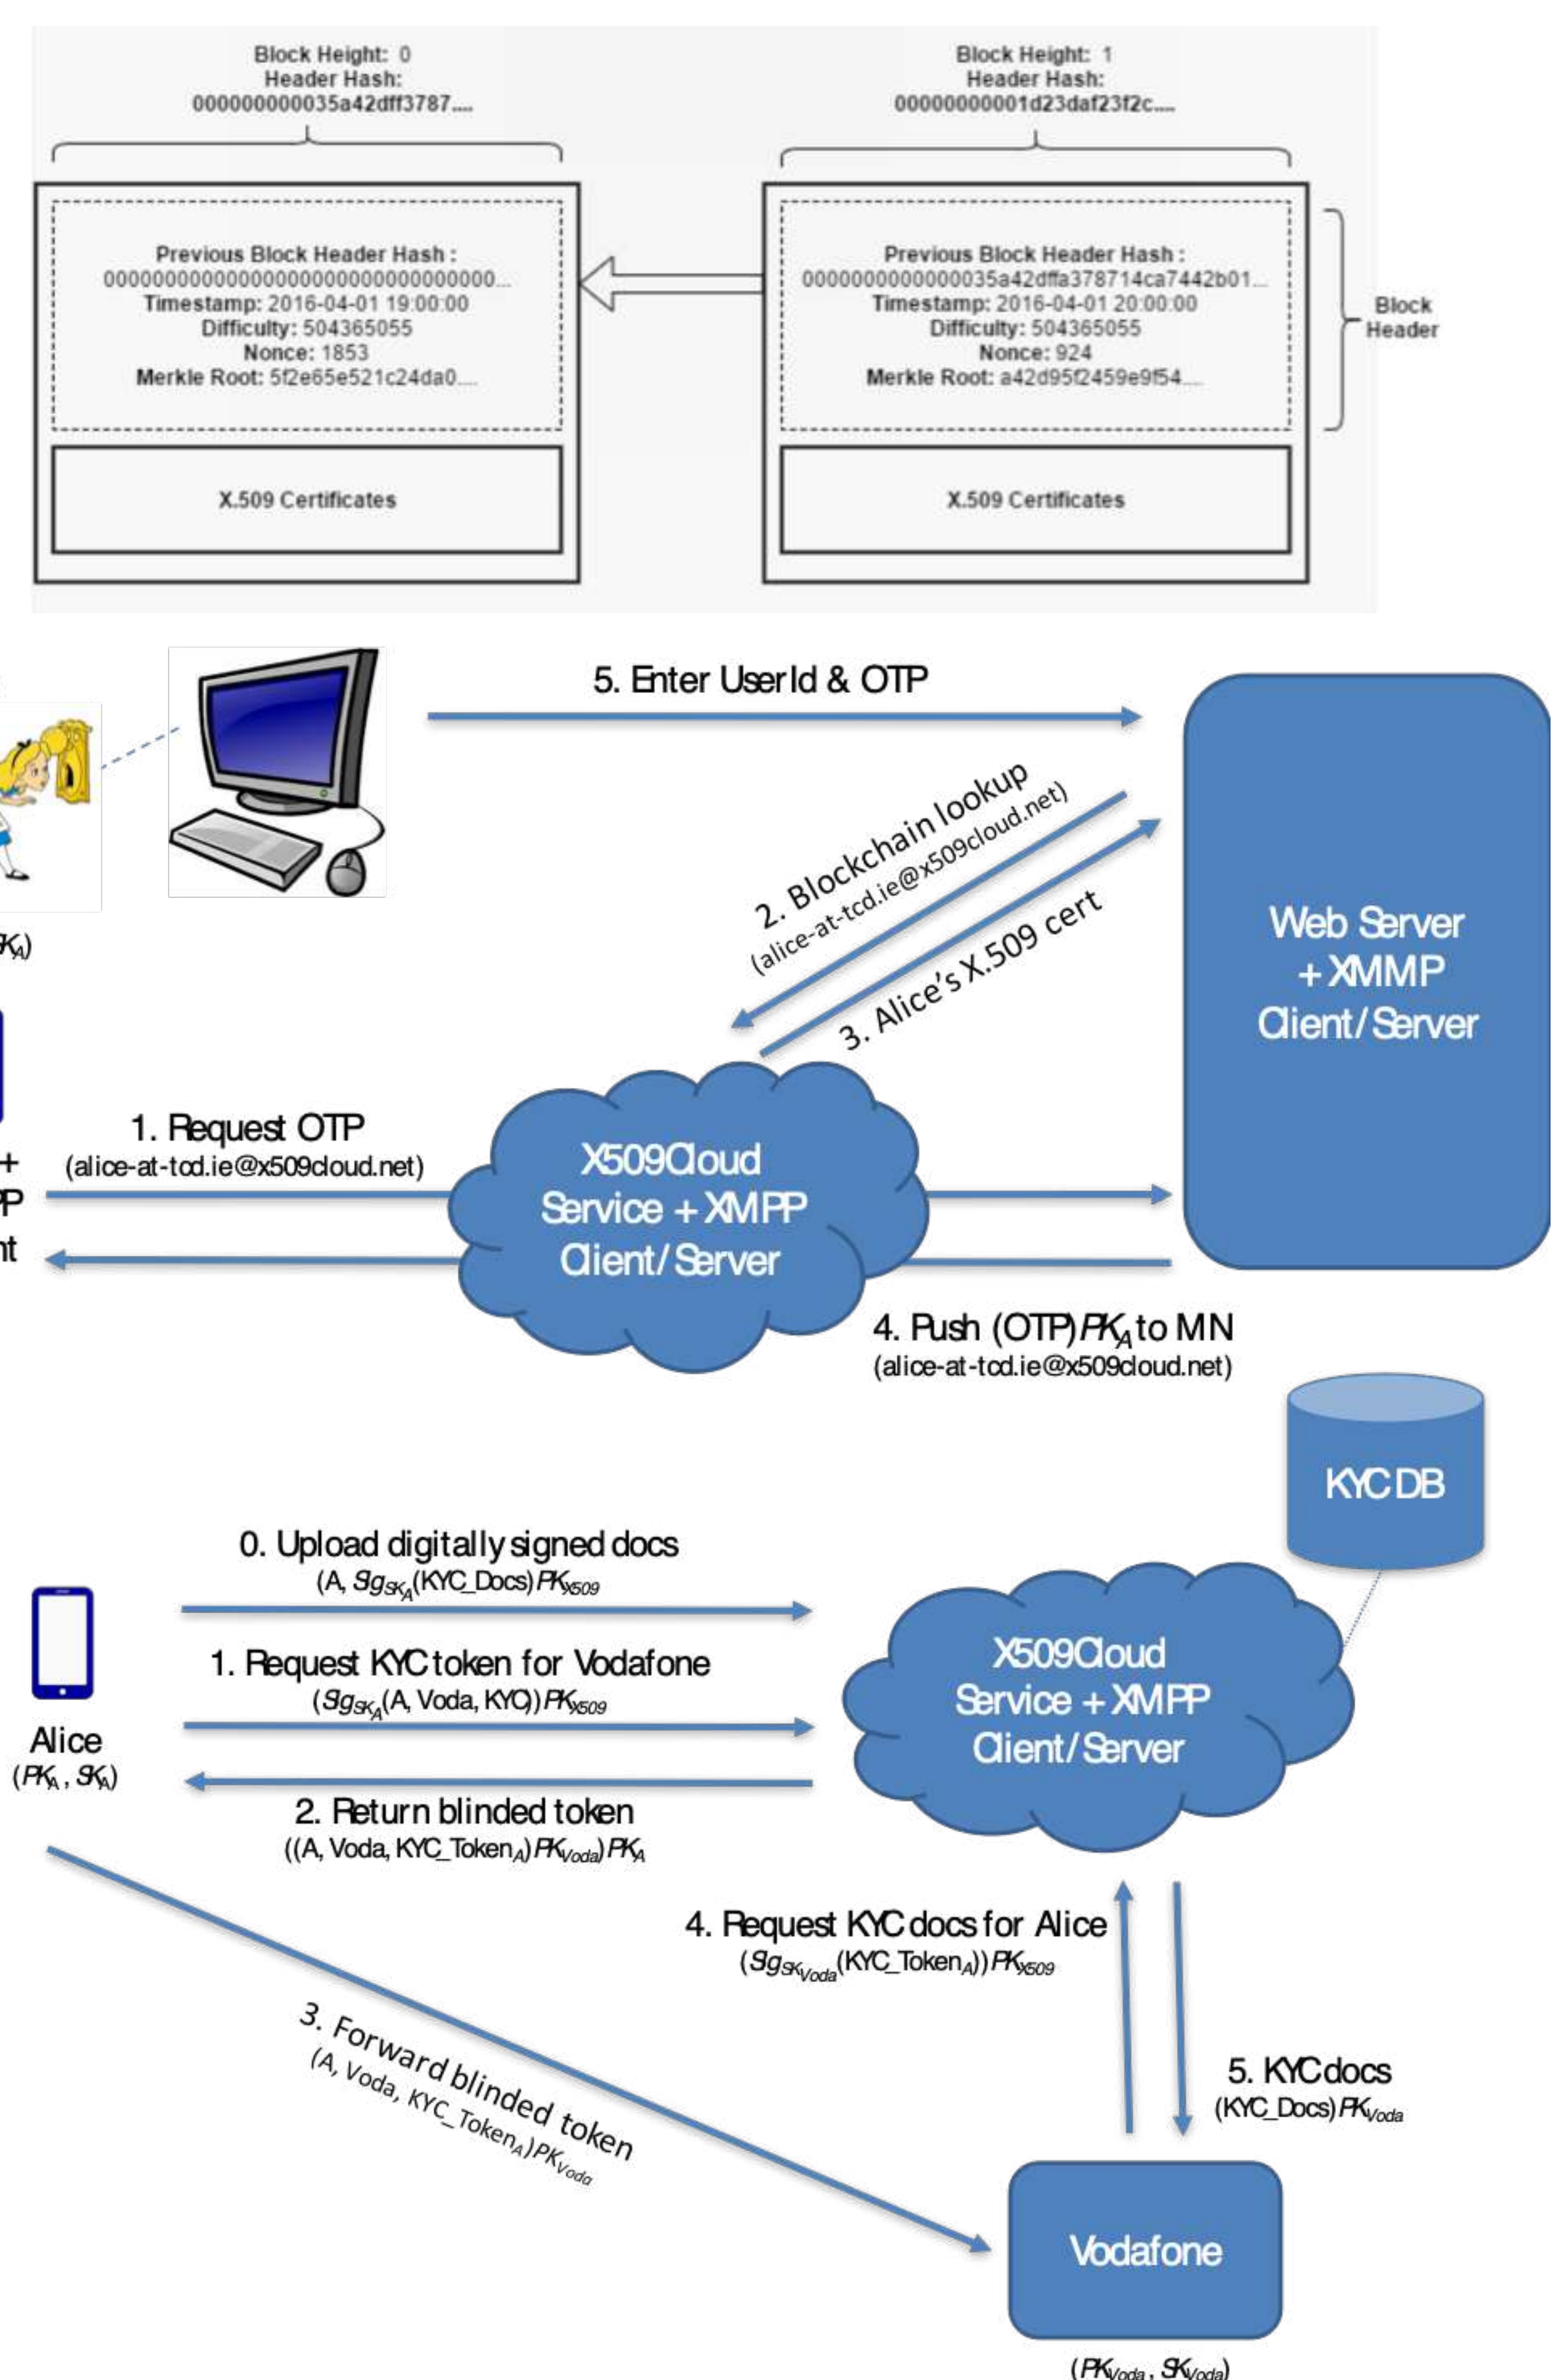 Block Height: 0
Header Hash:
000000000035a42dff3787....
Block Height: 1
Header Hash:
00000000001d23daf23f2c....
Previous Block Header Hash :
00000000000000000000000000000000...
Timestamp: 2016-04-01 19:00:00
Difficulty: 504365055
Nonce: 1853
Merkle Root: 5f2e65e521c24da0....
X.509 Certificates
Previous Block Header Hash :
0000000000000035a42dffa378714ca7442b01...
Timestamp: 2016-04-01 20:00:00
Difficulty: 504365055
Nonce: 924
Merkle Root: a42d95f2459e9f54....
X.509 Certificates
Block
Header
5. Enter UserId & OTP
2. Blockchain lookup
(alice-at-tcd.ie@x509cloud.net)
3. Alice's X.509 cert
Web Server
+ XMMP
Client/Server
KA)
1. Request OTP
(alice-at-tcd.ie@x509cloud.net)
+
P
nt
X509Cloud
Service + XMPP
Client/Server
4. Push (OTP)PKA to MN
(alice-at-tcd.ie@x509cloud.net)
KYC DB
0. Upload digitally signed docs
(A, SigSKA(KYC_Docs)PKX509
1. Request KYC token for Vodafone
(SigSKA(A, Voda, KYC))PKX509
Alice
(PKA , SKA)
2. Return blinded token
((A, Voda, KYC_TokenA)PKVoda)PKA
X509Cloud
Service + XMPP
Client/Server
4. Request KYC docs for Alice
(SigSKVoda(KYC_TokenA))PKX509
3. Forward blinded token
(A, Voda, KYC_TokenA)PKVoda
5. KYC docs
(KYC_Docs)PKVoda
Vodafone
(PKVoda , SKVoda)